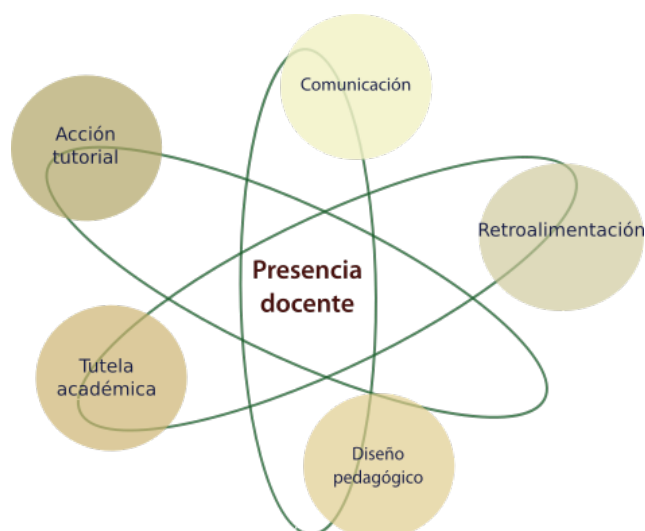 Comunicación
Acción
tutorial
Retroalimentación
Presencia
docente
Tutela
académica
Diseño
pedagógico